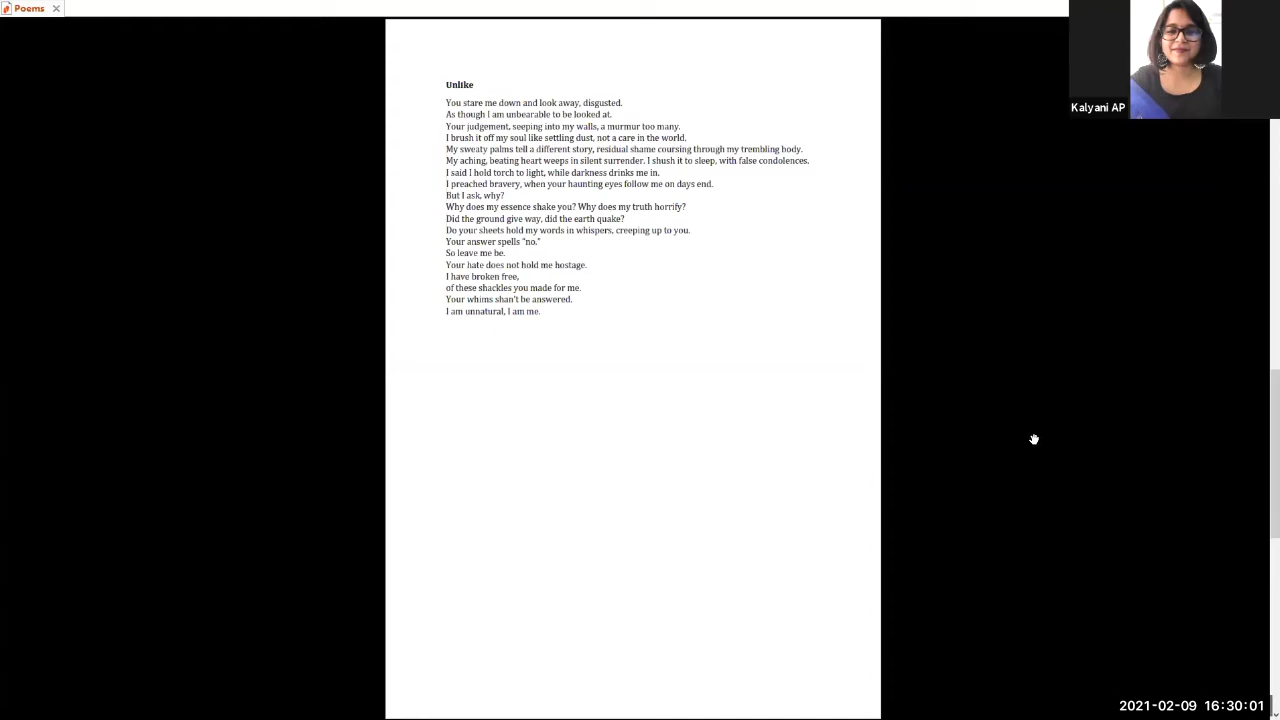 Poems
Kalyani AP
Unlike
You stare me down and look away, disgusted.
As though I am unbearable to be looked at.
Your judgement, seeping into my walls, a murmur too many.
I brush it off my soul like settling dust, not a care in the world.
My sweaty palms tell a different story, residual shame coursing through my trembling body.
My aching, beating heart weeps in silent surrender. I shush it to sleep, with false condolences.
I said I hold torch to light, while darkness drinks me in.
I preached bravery, when your haunting eyes follow me on days end.
But I ask, why?
Why does my essence shake you? Why does my truth horrify?
Did the ground give way, did the earth quake?
Do your sheets hold my words in whispers, creeping up to you.
Your answer spells “no.”
So leave me be.
Your hate does not hold me hostage.
I have broken free,
of these shackles you made for me.
Your whims shan't be answered.
I am unnatural, I am me.
2021-02-09 16:30:01